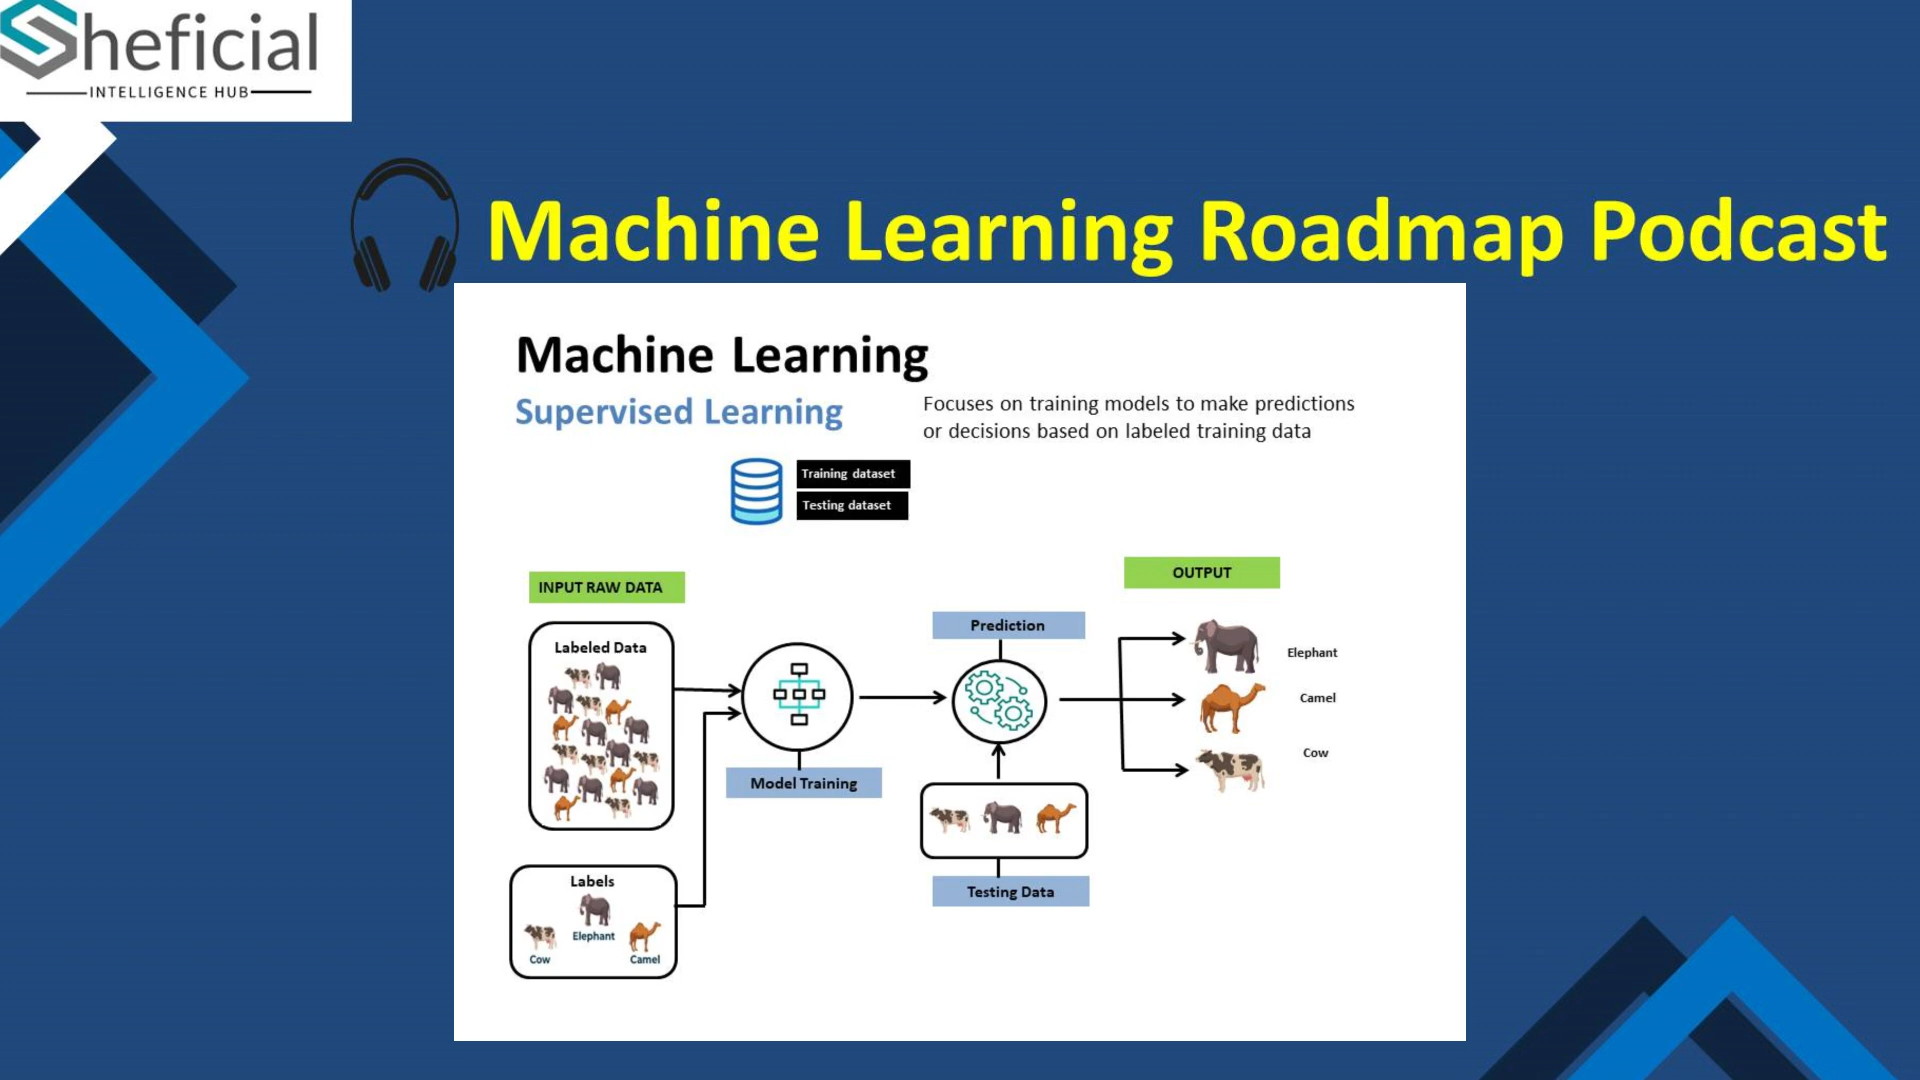 Sheficial
INTELLIGENCE HUB
Machine Learning Roadmap Podcast
Machine Learning
Supervised Learning
Focuses on training models to make predictions
or decisions based on labeled training data
Training dataset
Testing dataset
INPUT RAW DATA
OUTPUT
Labeled Data
Prediction
Elephant
Camel
Cow
Model Training
Labels
Elephant
Cow
Camel
Testing Data